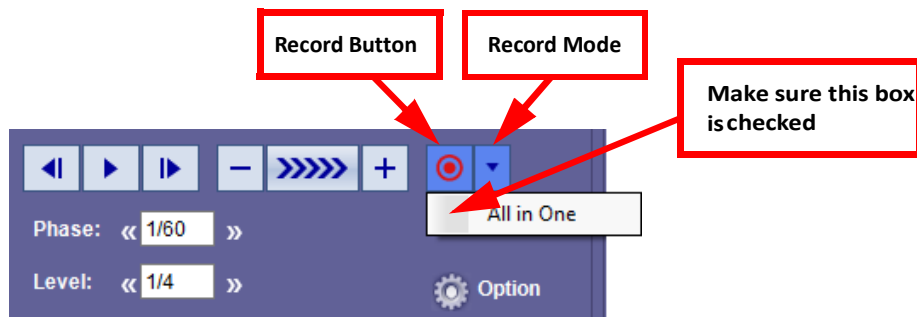 Record Button
Record Mode
Make sure this box
is checked
All in One
Phase: « 1/60 »
Level: « 1/4 »
Option